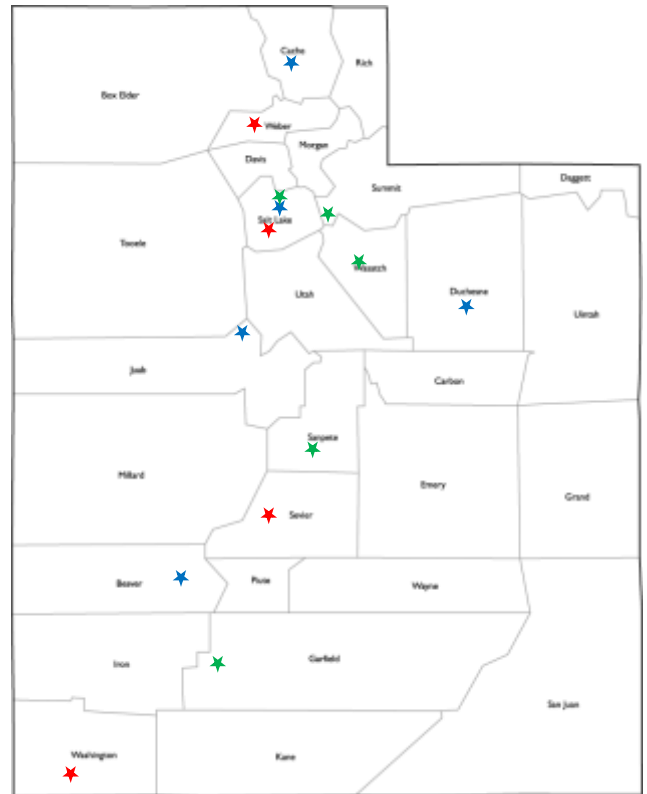 Cache
Rich
Box Elder
Weber
Morgan
Davis
Summit
Daggett
Salt Lake
Tooele
Wasatch
Duchesne
Utah
Uintah
Juab
Carbon
Sanpete
Millard
Emery
Grand
Sevier
Beaver
Piute
Wayne
Iron
Garfield
San Juan
Washington
Kane